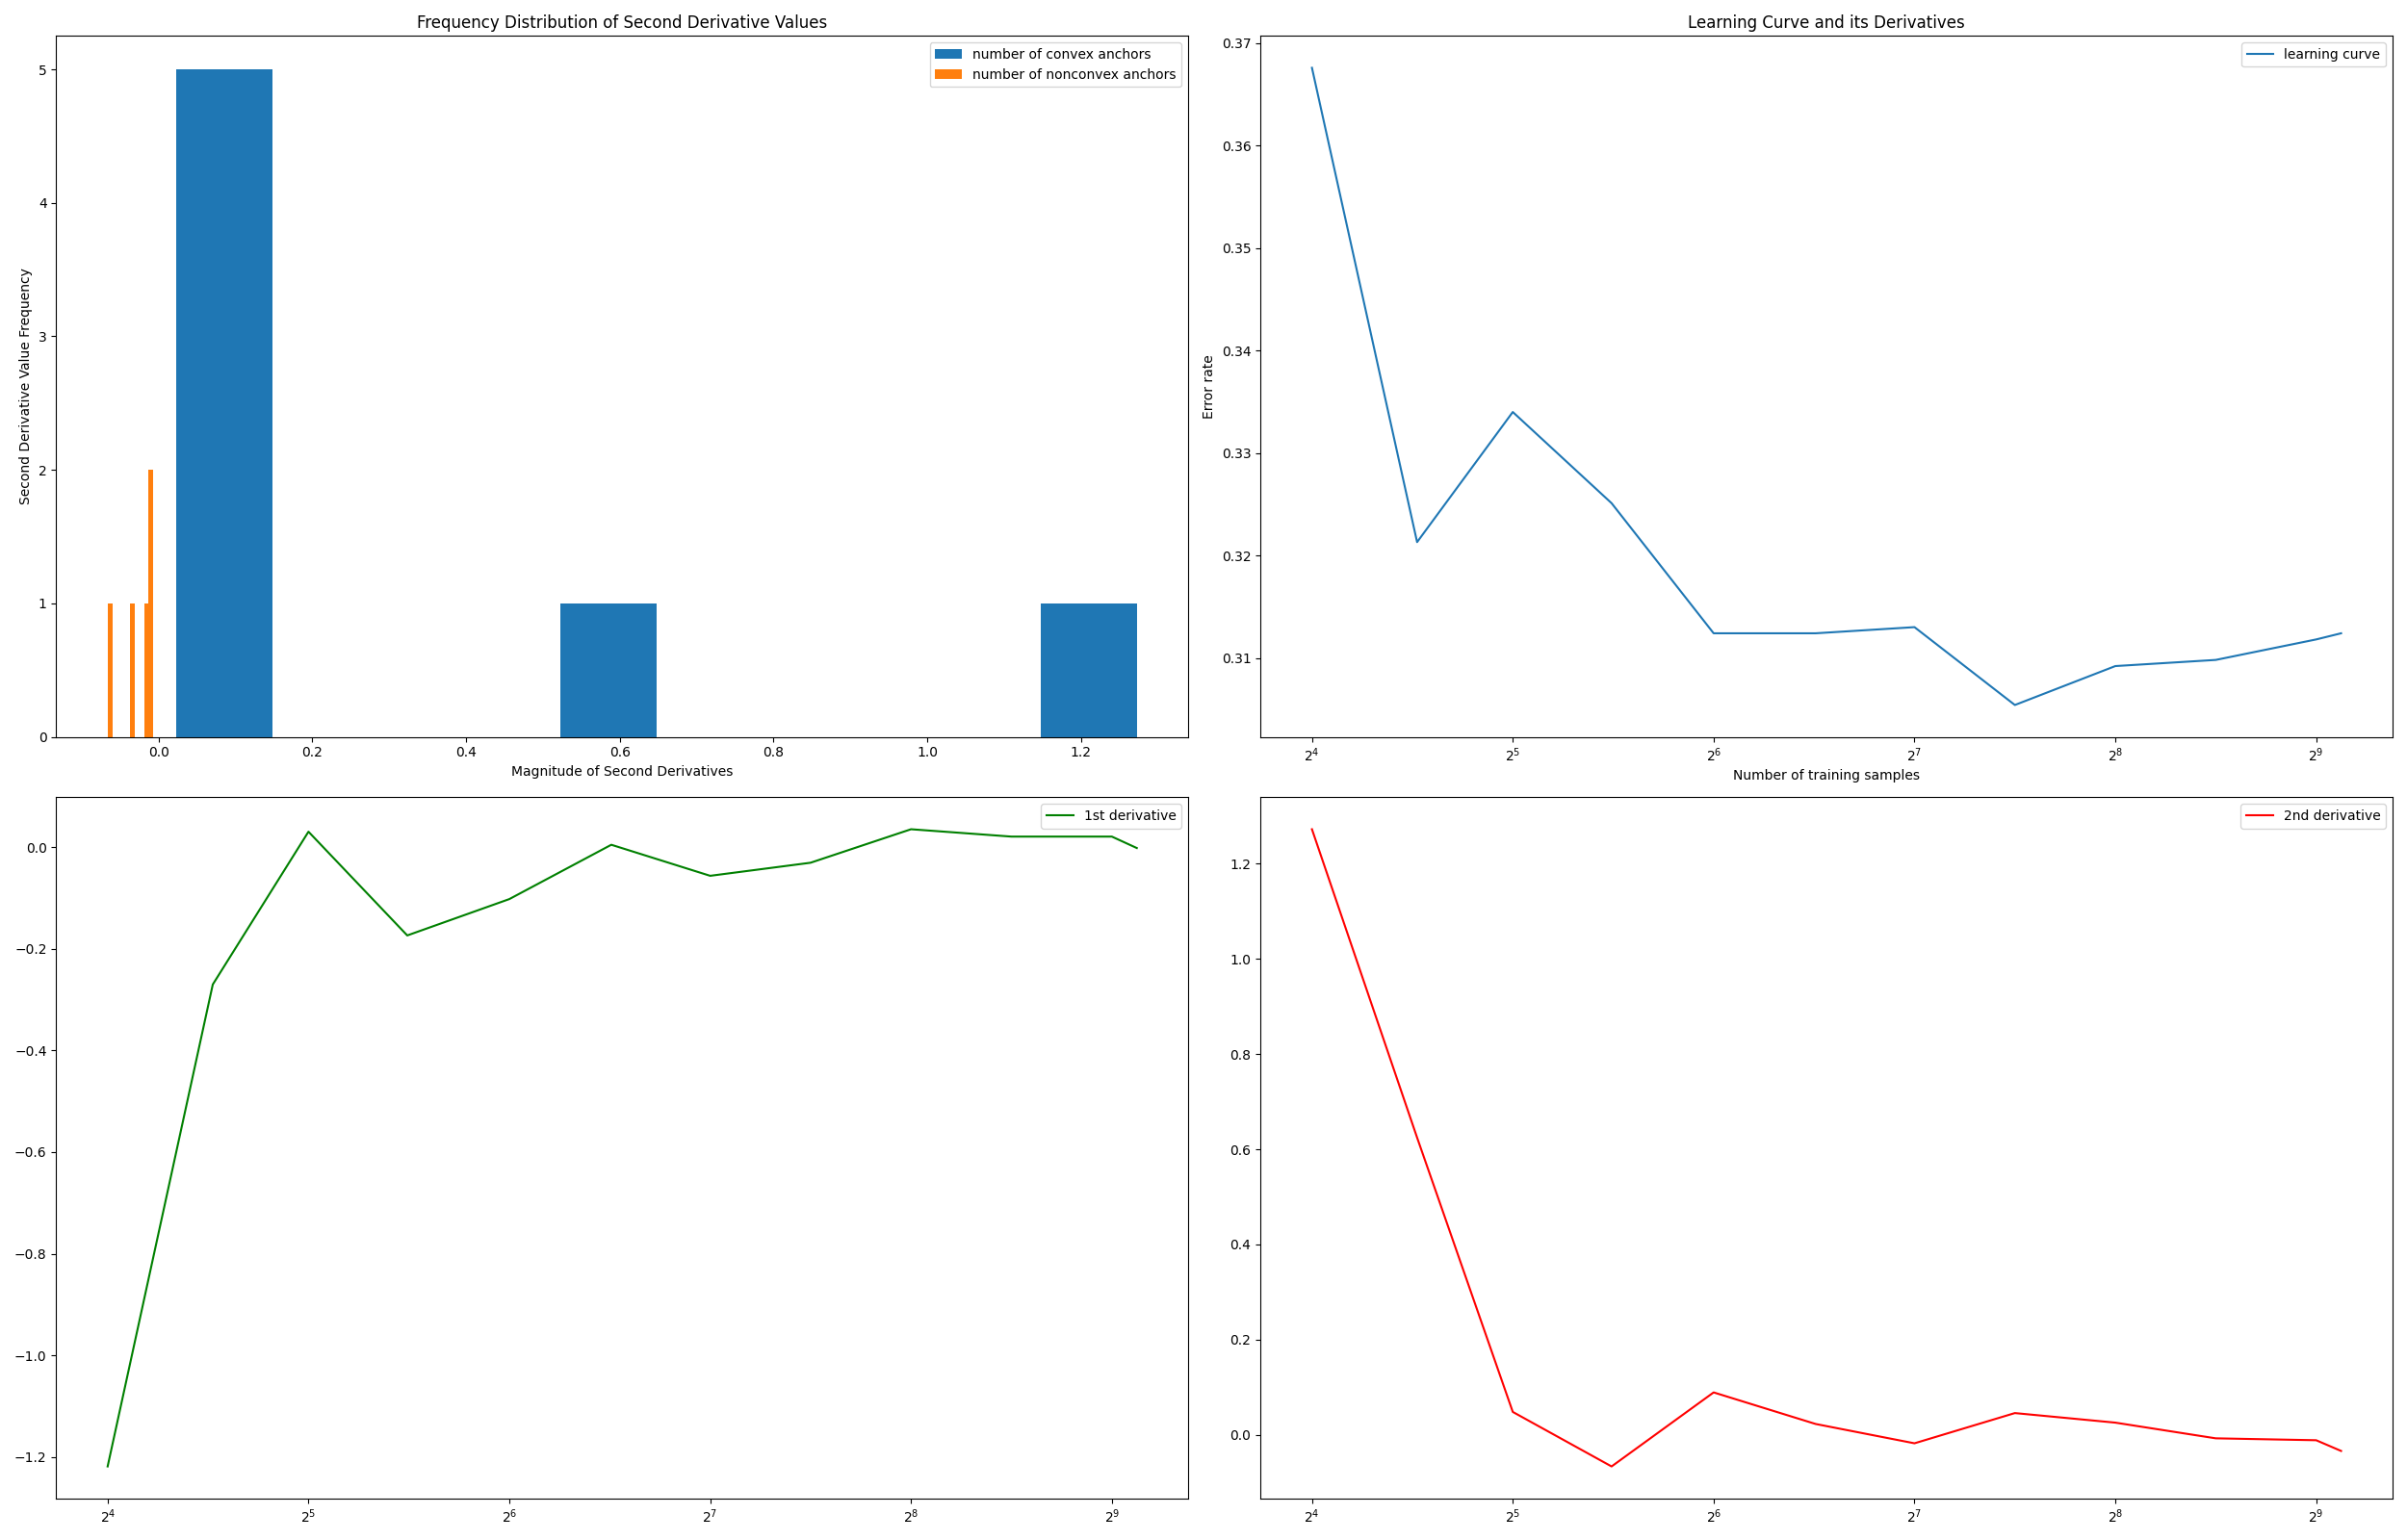 Frequency Distribution of Second Derivative Values
number of convex anchors
number of nonconvex anchors
Second Derivative Value Frequency
5
4
3
2
1
0
0.0 0.2 0.4 0.6 0.8 1.0 1.2
Magnitude of Second Derivatives
Learning Curve and its Derivatives
learning curve
Error rate
0.37
0.36
0.35
0.34
0.33
0.32
0.31
2⁴ 2⁵ 2⁶ 2⁷ 2⁸ 2⁹
Number of training samples
1st derivative
0.0
−0.2
−0.4
−0.6
−0.8
−1.0
−1.2
2⁴ 2⁵ 2⁶ 2⁷ 2⁸ 2⁹
2nd derivative
1.2
1.0
0.8
0.6
0.4
0.2
0.0
2⁴ 2⁵ 2⁶ 2⁷ 2⁸ 2⁹